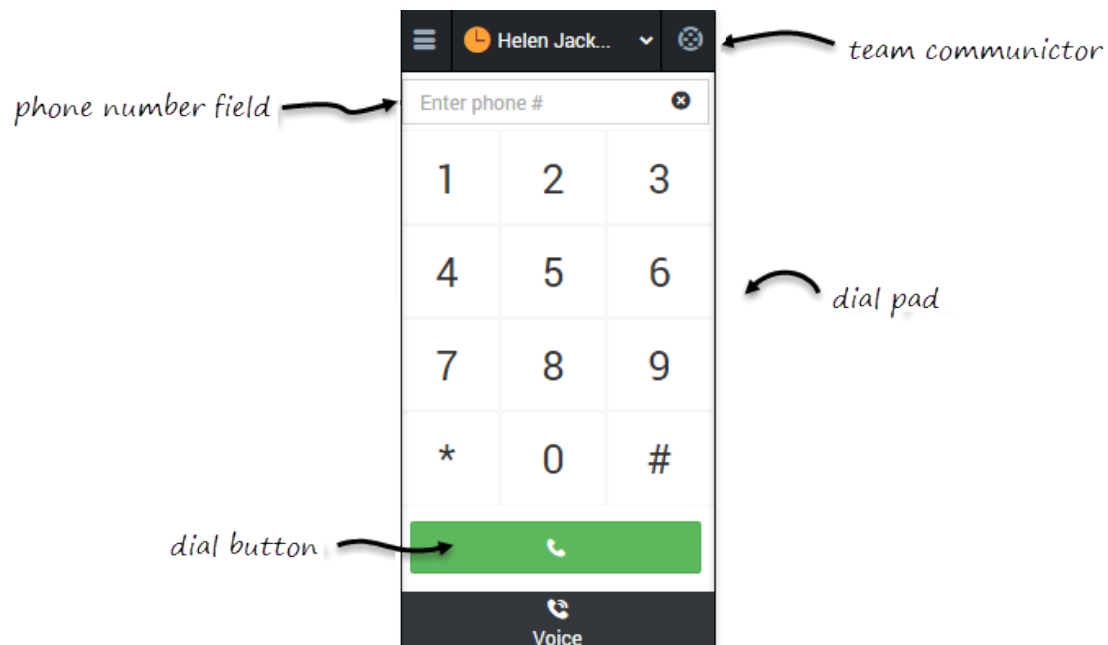 Helen Jack...
team communictor
phone number field
Enter phone #
1 2 3
4 5 6
dial pad
7 8 9
* 0 #
dial button
Voice